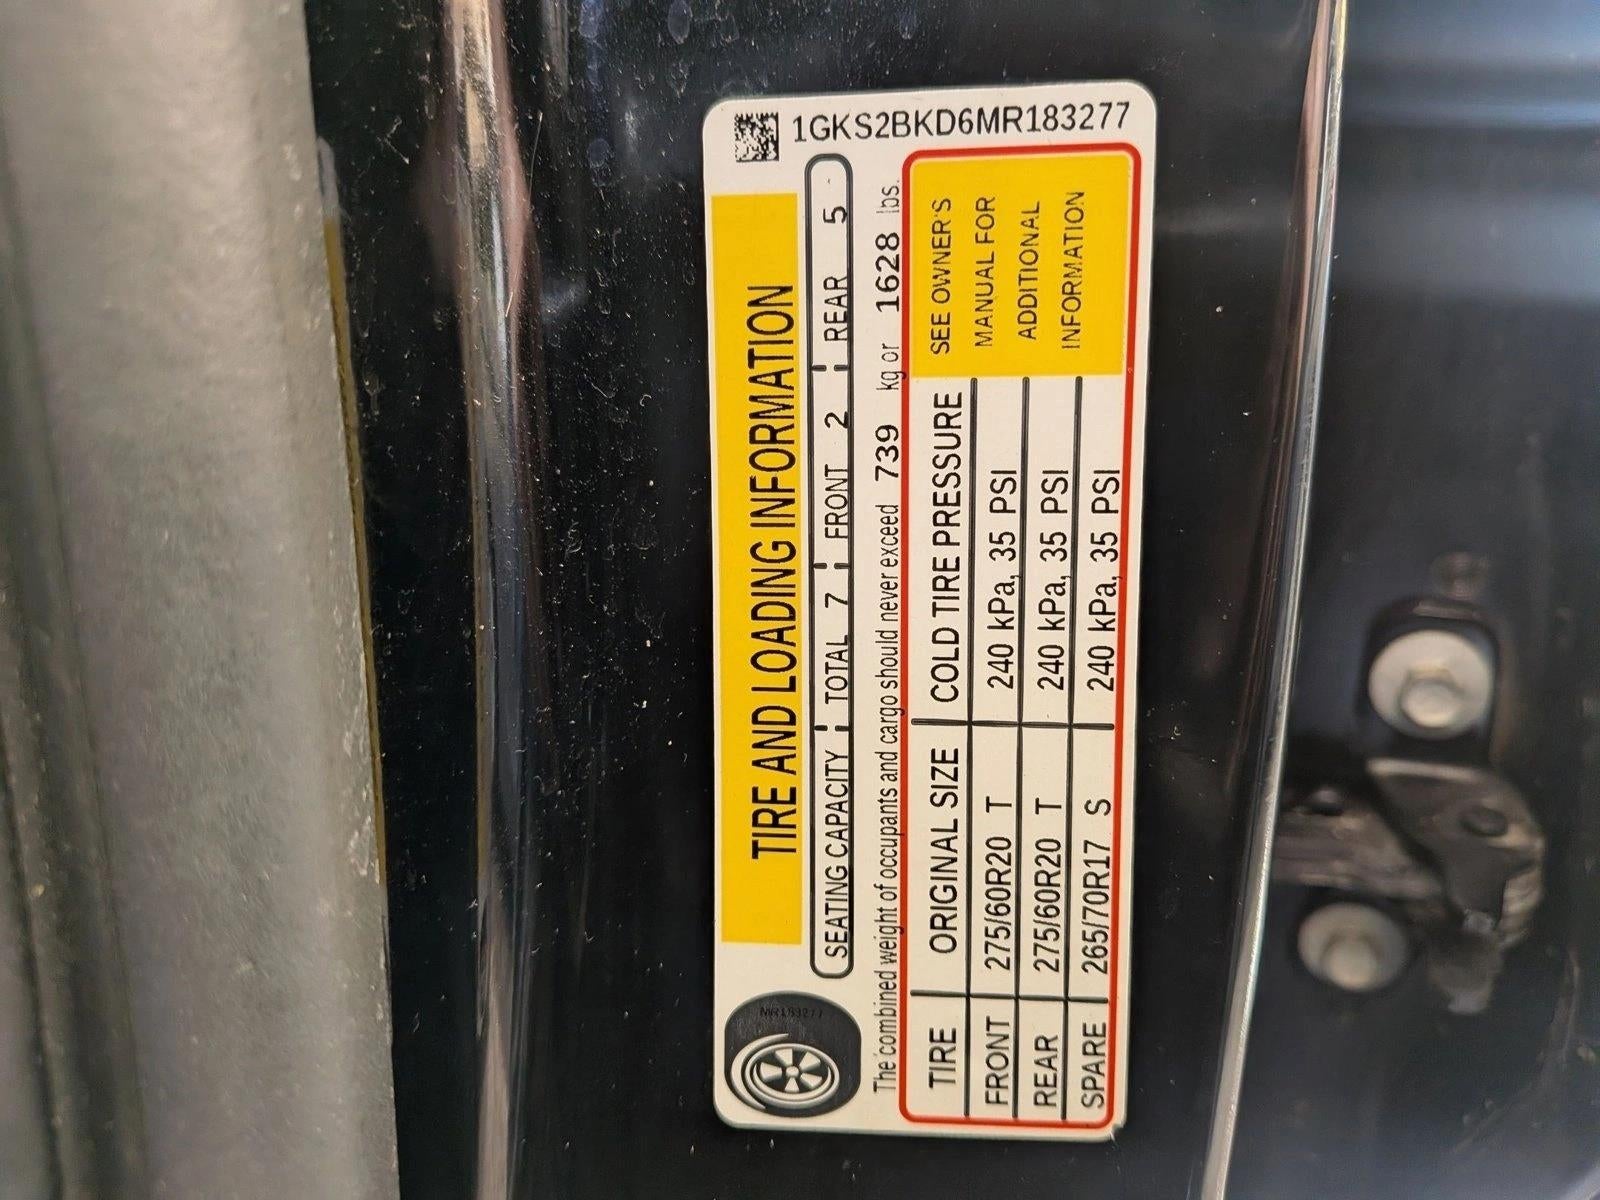 1GKS2BKD6MR183277
TIRE AND LOADING INFORMATION
SEATING CAPACITY TOTAL 7 FRONT 2 REAR 5
The combined weight of occupants and cargo should never exceed 739 kg or 1628 lbs.
TIRE ORIGINAL SIZE COLD TIRE PRESSURE
FRONT 275/60R20 T 240 kPa, 35 PSI
REAR 275/60R20 T 240 kPa, 35 PSI
SPARE 265/70R17 S 240 kPa, 35 PSI
SEE OWNER'S
MANUAL FOR
ADDITIONAL
INFORMATION
MR183277